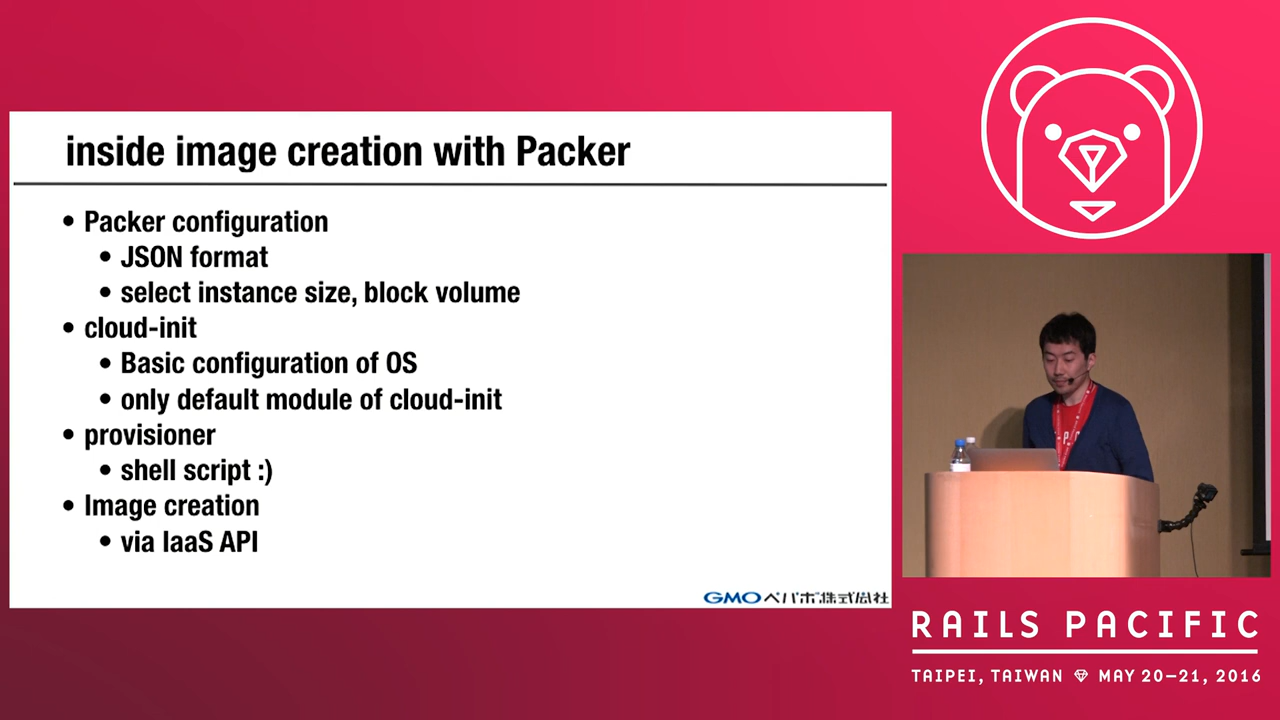 inside image creation with Packer
• Packer configuration
• JSON format
• select instance size, block volume
• cloud-init
• Basic configuration of OS
• only default module of cloud-init
• provisioner
• shell script :)
• Image creation
• via IaaS API
GMOペパボ株式会社
RAILS PACIFIC
TAIPEI, TAIWAN MAY 20–21, 2016